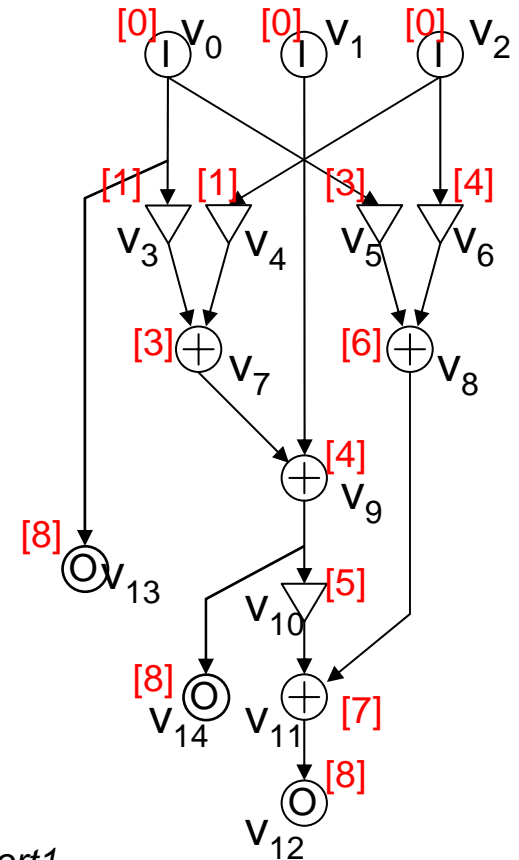 [0] v0 [0] v1 [0] v2
I I I
[1] [1] [3] [4]
v3 v4 v5 v6
[3] + v7 [6] + v8
[4]
+ v9
[8]
O v13
[5]
v10
[8] O v14
+ v11 [7]
[8]
O
v12